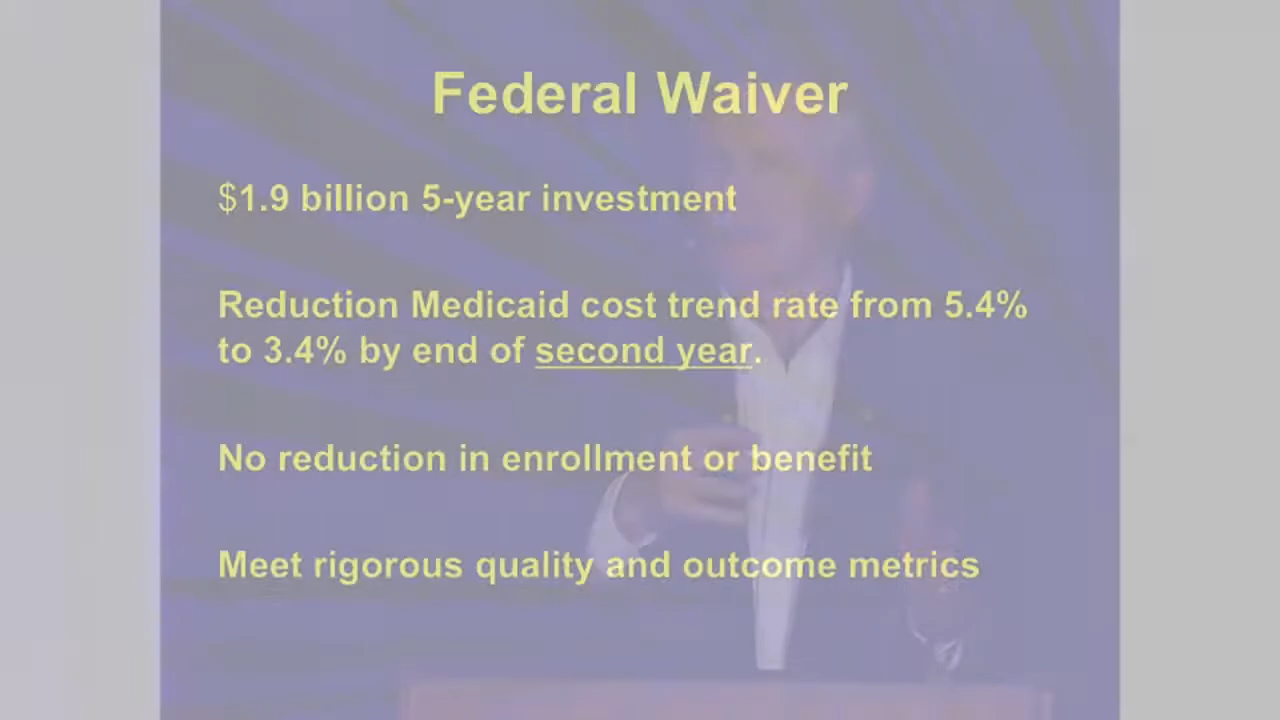 Federal Waiver
$1.9 billion 5-year investment
Reduction Medicaid cost trend rate from 5.4%
to 3.4% by end of second year.
No reduction in enrollment or benefit
Meet rigorous quality and outcome metrics